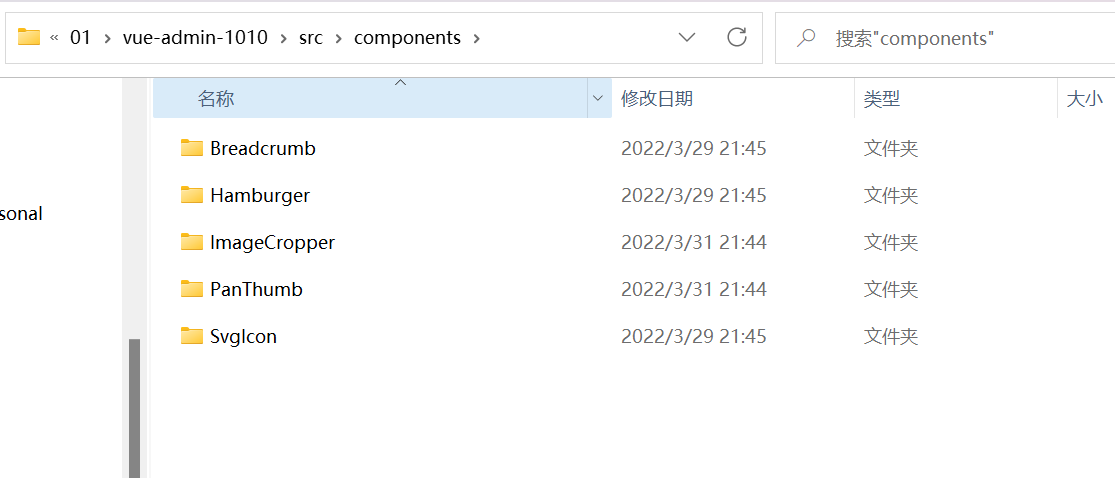 « 01 › vue-admin-1010 › src › components ›
搜索"components"
名称 修改日期 类型 大小
Breadcrumb 2022/3/29 21:45 文件夹
Hamburger 2022/3/29 21:45 文件夹
sonal
ImageCropper 2022/3/31 21:44 文件夹
PanThumb 2022/3/31 21:44 文件夹
SvgIcon 2022/3/29 21:45 文件夹